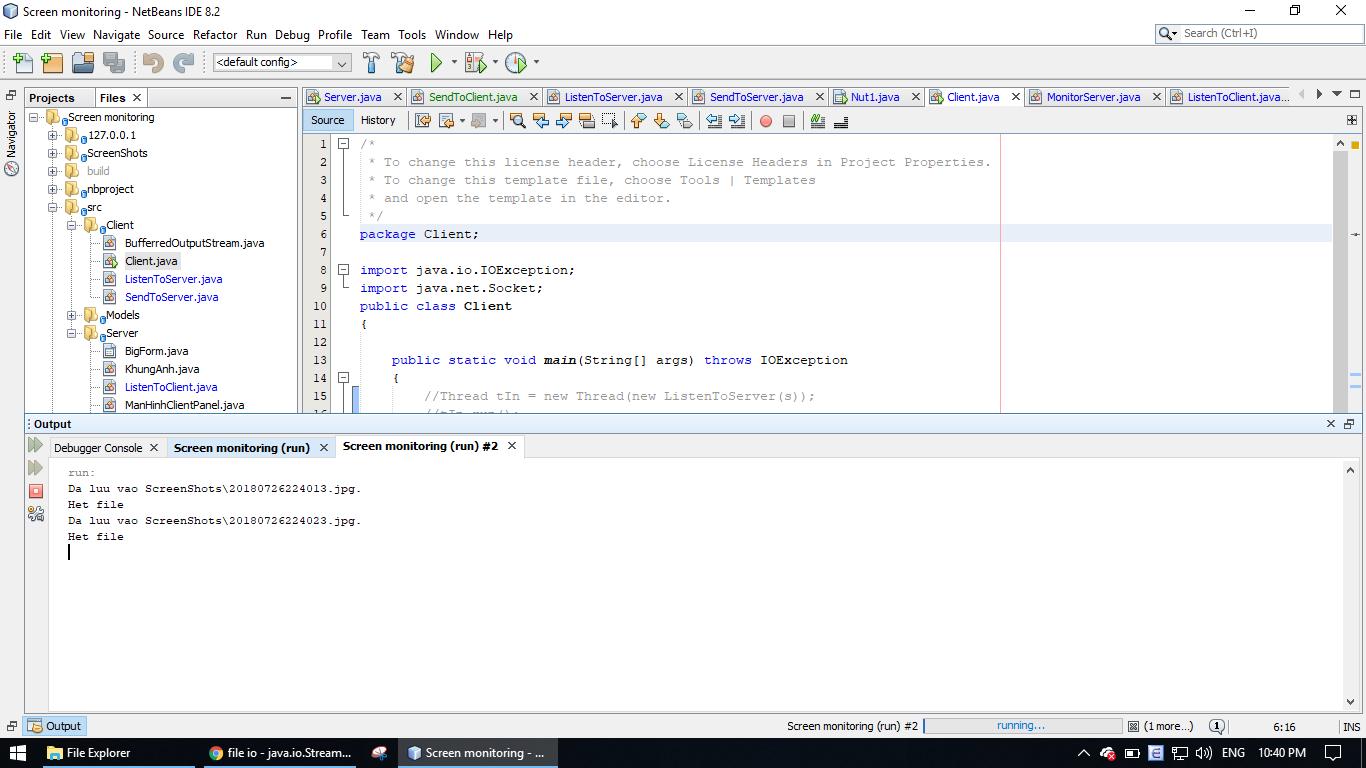 Screen monitoring - NetBeans IDE 8.2
File Edit View Navigate Source Refactor Run Debug Profile Team Tools Window Help
Search (Ctrl+I)
<default config>
Navigator
Projects
Files
Screen monitoring
127.0.0.1
ScreenShots
build
nbproject
src
Client
BufferredOutputStream.java
Client.java
ListenToServer.java
SendToServer.java
Models
Server
BigForm.java
KhungAnh.java
ListenToClient.java
ManHinhClientPanel.java
Server.java
SendToClient.java
ListenToServer.java
SendToServer.java
Nut1.java
Client.java
MonitorServer.java
ListenToClient.java...
Source
History
1 /*
2 * To change this license header, choose License Headers in Project Properties.
3 * To change this template file, choose Tools | Templates
4 * and open the template in the editor.
5 */
6 package Client;
7
8 import java.io.IOException;
9 import java.net.Socket;
10 public class Client
11 {
12
13 public static void main(String[] args) throws IOException
14 {
15 //Thread tIn = new Thread(new ListenToServer(s));
Output
Debugger Console
Screen monitoring (run)
Screen monitoring (run) #2
run:
Da luu vao ScreenShots\20180726224013.jpg.
Het file
Da luu vao ScreenShots\20180726224023.jpg.
Het file
Output
Screen monitoring (run) #2
running...
(1 more...)
1
6:16
INS
File Explorer
file io - java.io.Stream...
Screen monitoring - ...
ENG
10:40 PM